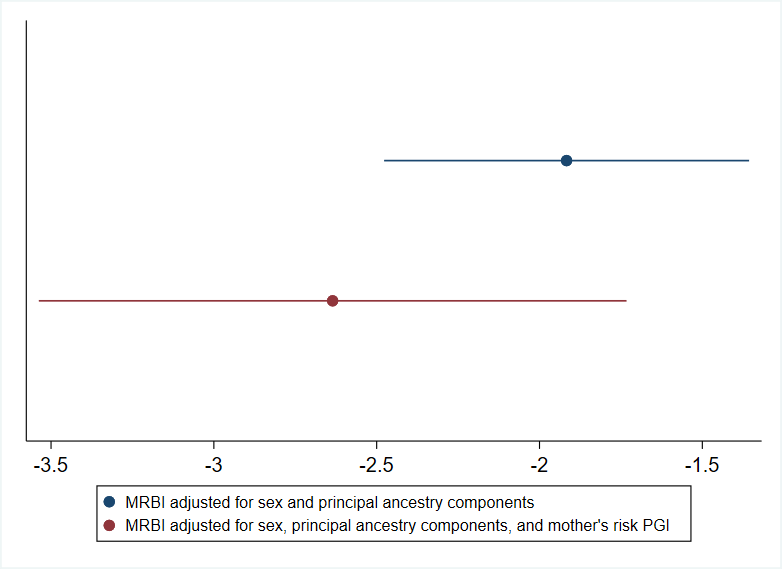 -3.5 -3 -2.5 -2 -1.5
MRBI adjusted for sex and principal ancestry components
MRBI adjusted for sex, principal ancestry components, and mother's risk PGI